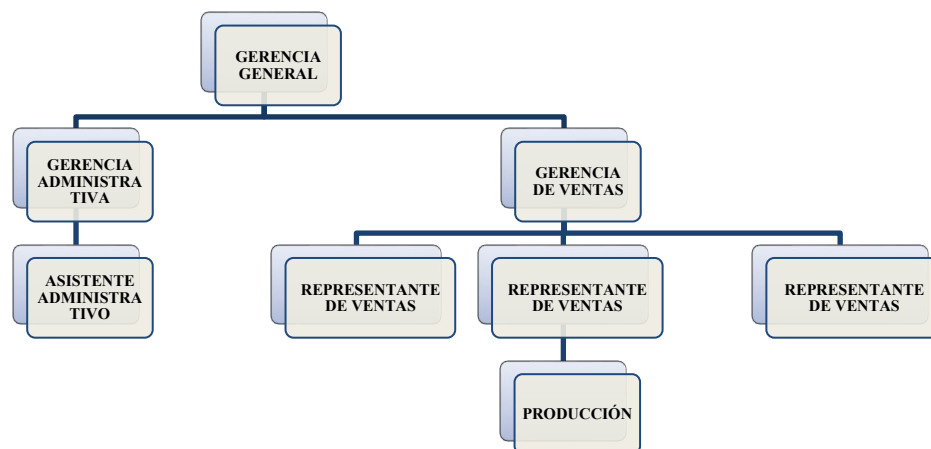 GERENCIA
GENERAL
GERENCIA
ADMINISTRA
TIVA
GERENCIA
DE VENTAS
ASISTENTE
ADMINISTRA
TIVO
REPRESENTANTE
DE VENTAS
REPRESENTANTE
DE VENTAS
REPRESENTANTE
DE VENTAS
PRODUCCIÓN